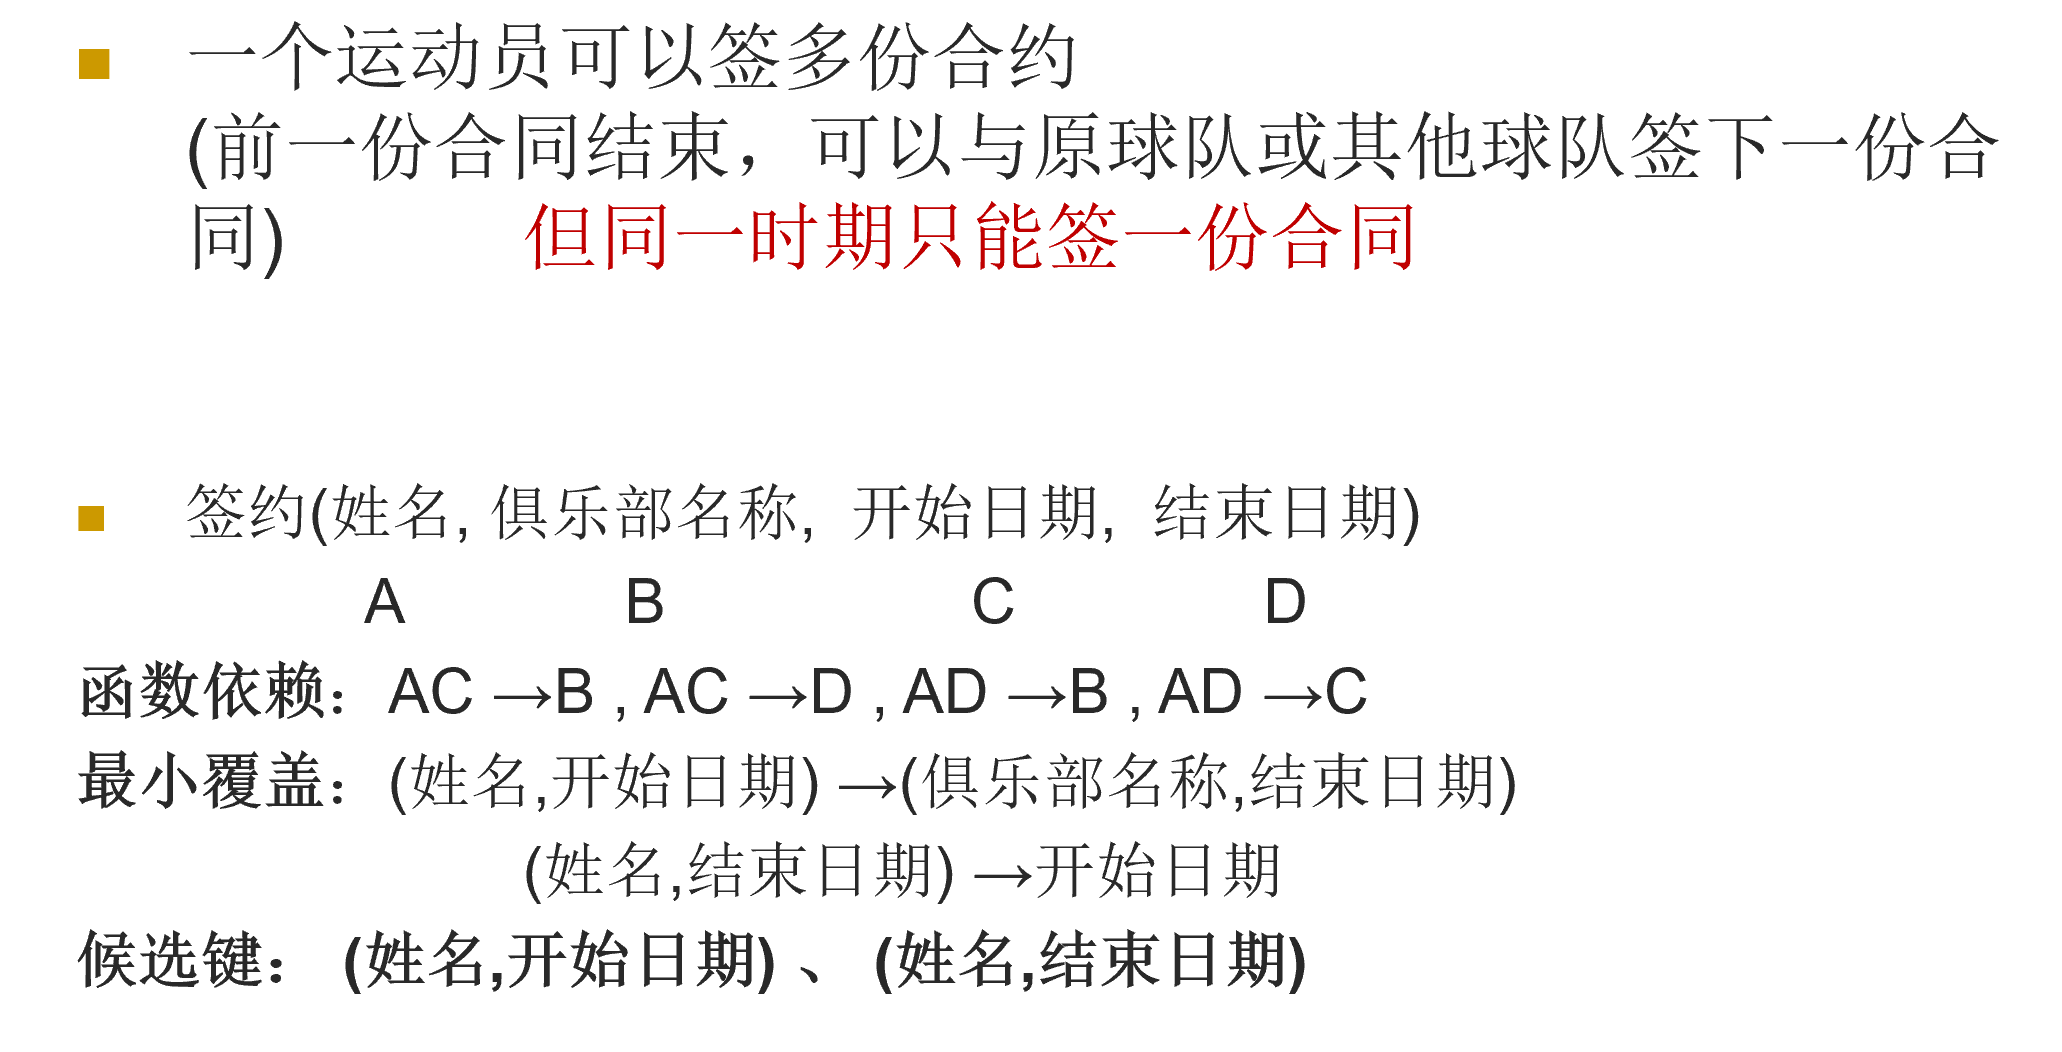 一个运动员可以签多份合约
(前一份合同结束，可以与原球队或其他球队签下一份合
同) 但同一时期只能签一份合同
签约(姓名, 俱乐部名称, 开始日期, 结束日期)
A B C D
函数依赖：AC →B , AC →D , AD →B , AD →C
最小覆盖：(姓名,开始日期) →(俱乐部名称,结束日期)
(姓名,结束日期) →开始日期
候选键： (姓名,开始日期) 、 (姓名,结束日期)